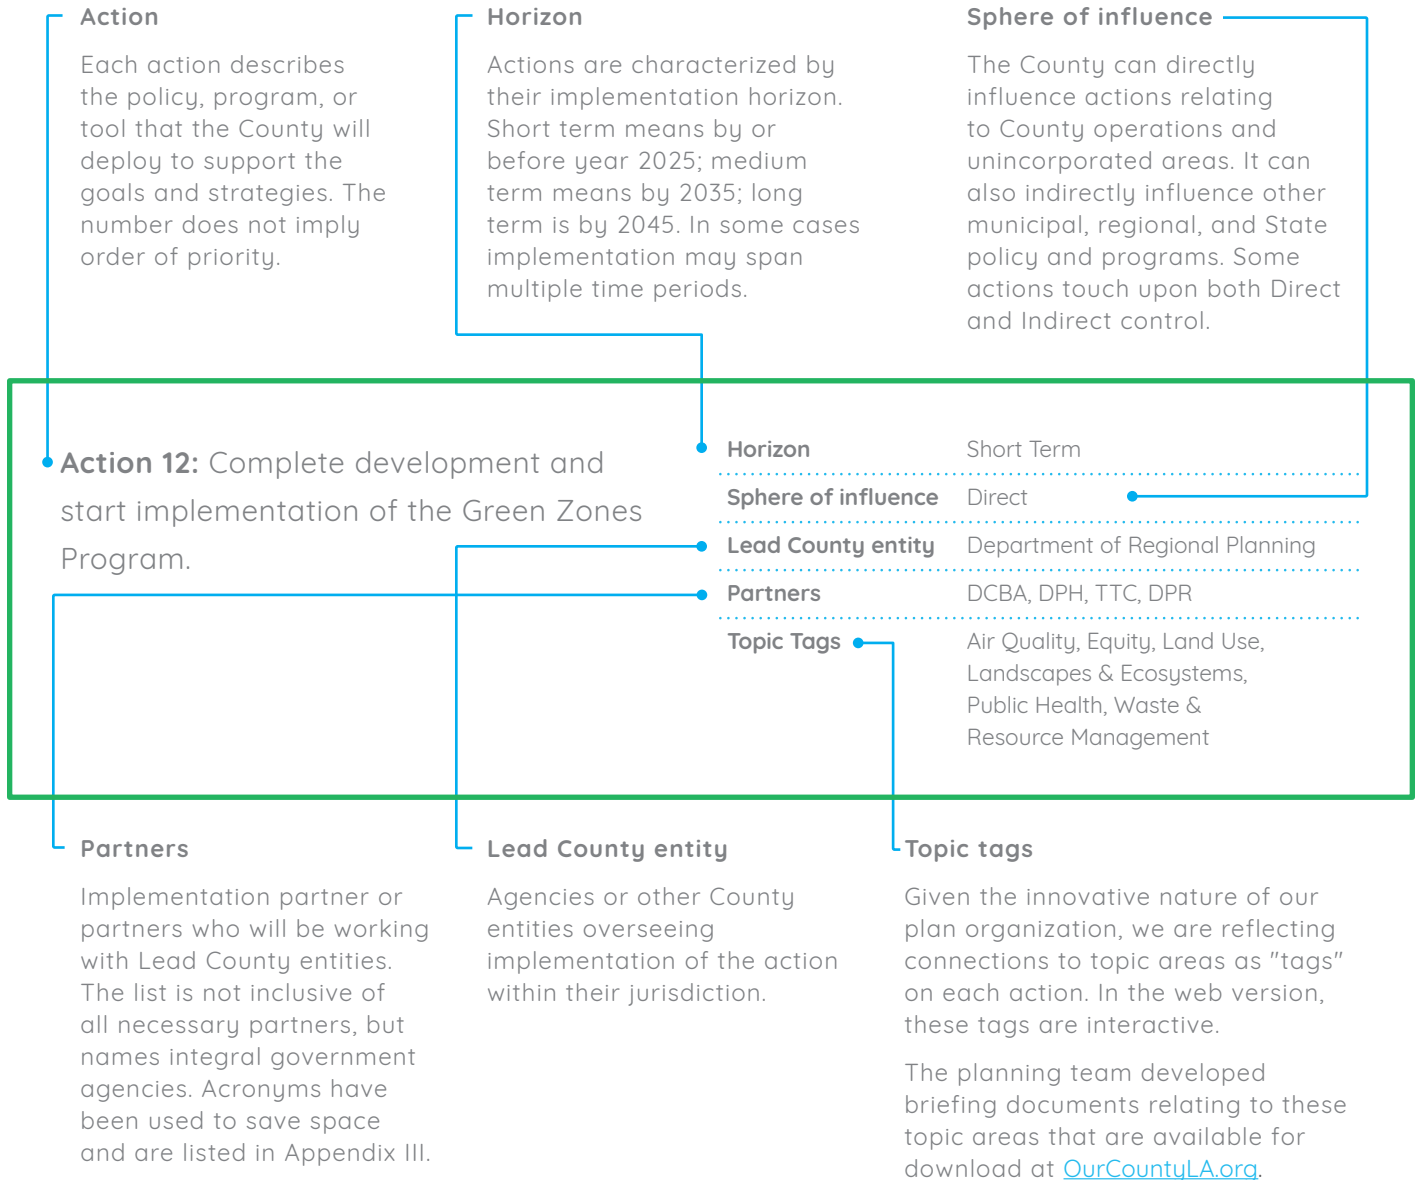 Action
Each action describes
the policy, program, or
tool that the County will
deploy to support the
goals and strategies. The
number does not imply
order of priority.
Horizon
Actions are characterized by
their implementation horizon.
Short term means by or
before year 2025; medium
term means by 2035; long
term is by 2045. In some cases
implementation may span
multiple time periods.
Sphere of influence
The County can directly
influence actions relating
to County operations and
unincorporated areas. It can
also indirectly influence other
municipal, regional, and State
policy and programs. Some
actions touch upon both Direct
and Indirect control.
Action 12: Complete development and
start implementation of the Green Zones
Program.
Horizon Short Term
Sphere of influence Direct
Lead County entity Department of Regional Planning
Partners DCBA, DPH, TTC, DPR
Topic Tags Air Quality, Equity, Land Use,
Landscapes & Ecosystems,
Public Health, Waste &
Resource Management
Partners
Implementation partner or
partners who will be working
with Lead County entities.
The list is not inclusive of
all necessary partners, but
names integral government
agencies. Acronyms have
been used to save space
and are listed in Appendix III.
Lead County entity
Agencies or other County
entities overseeing
implementation of the action
within their jurisdiction.
Topic tags
Given the innovative nature of our
plan organization, we are reflecting
connections to topic areas as "tags"
on each action. In the web version,
these tags are interactive.
The planning team developed
briefing documents relating to these
topic areas that are available for
download at OurCountyLA.org.